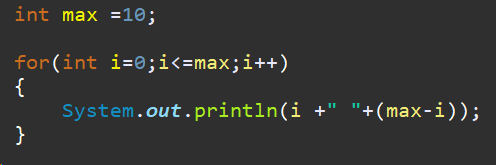 int max =10;
for(int i=0;i<=max;i++)
{
    System.out.println(i +" "+(max-i));
}